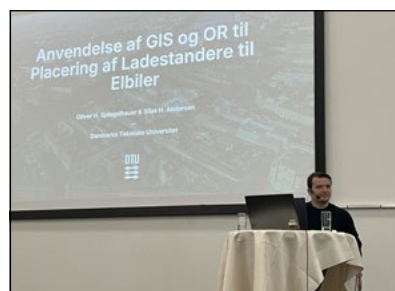 Anvendelse af GIS og OR til
Placering af Ladestandere til
Elbiler
Oliver H. Spiegelhauer & Silas H. Andersen
Danmarks Tekniske Universitet
DTU